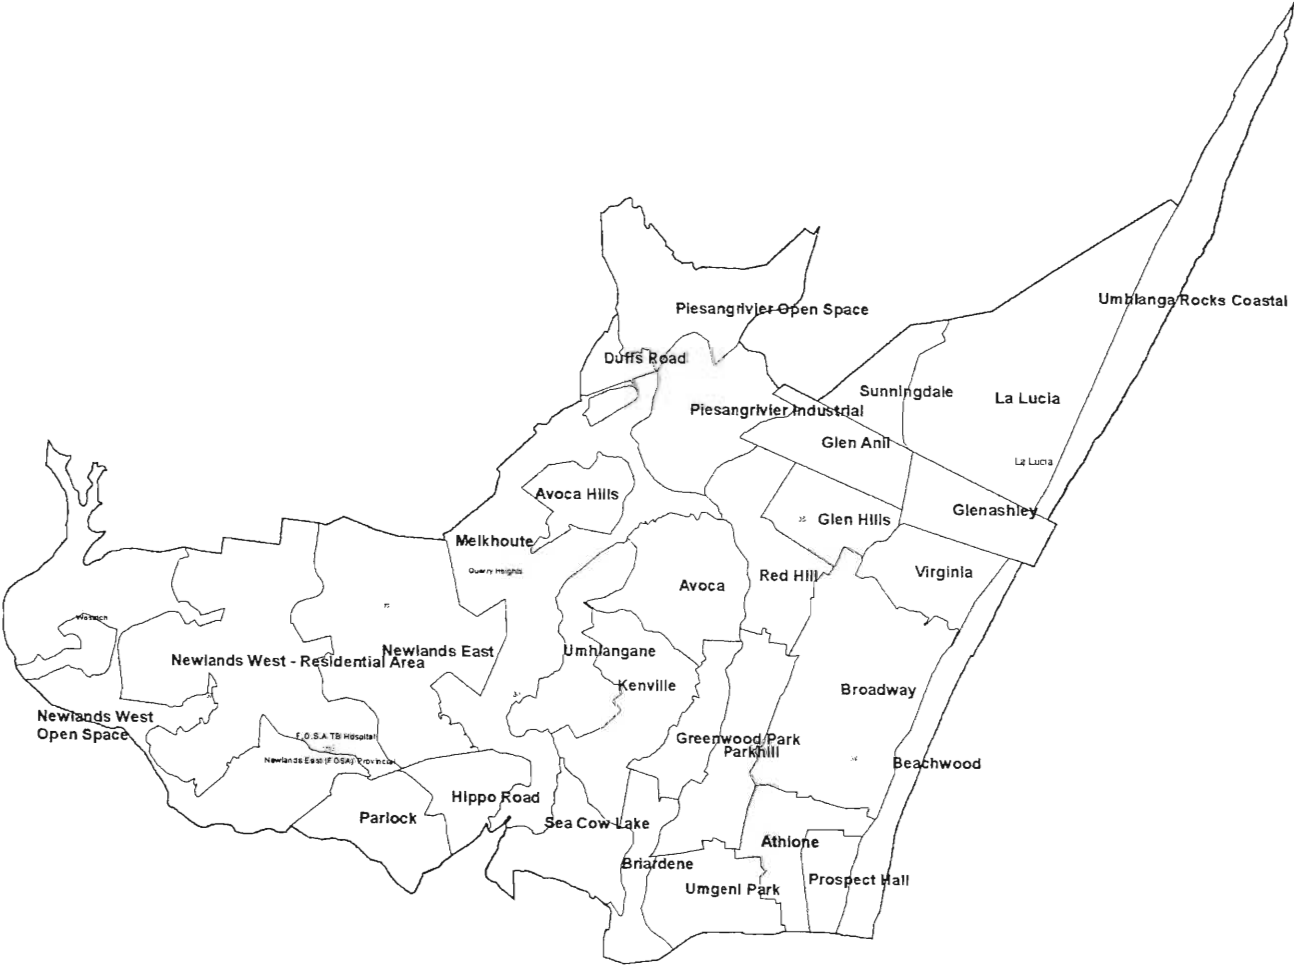 Umhlanga Rocks Coastal
Piesangrivier Open Space
Duffs Road
Sunningdale
La Lucia
Piesangrivier Industrial
Glen Anil
La Lucia
Avoca Hills
Glenashley
Glen Hills
35
Melkhoute
Quarry Heights
Red Hill
Virginia
Avoca
Newlands East
Umhlangane
Newlands West - Residential Area
Kenville
Broadway
Newlands West
Open Space
F.O.S.A TB Hospital
Greenwood Park
Parkhill
Newlands East (FOSA) Provincial
Beachwood
Hippo Road
Parlock
Sea Cow Lake
Athlone
Briardene
Umgeni Park
Prospect Hall